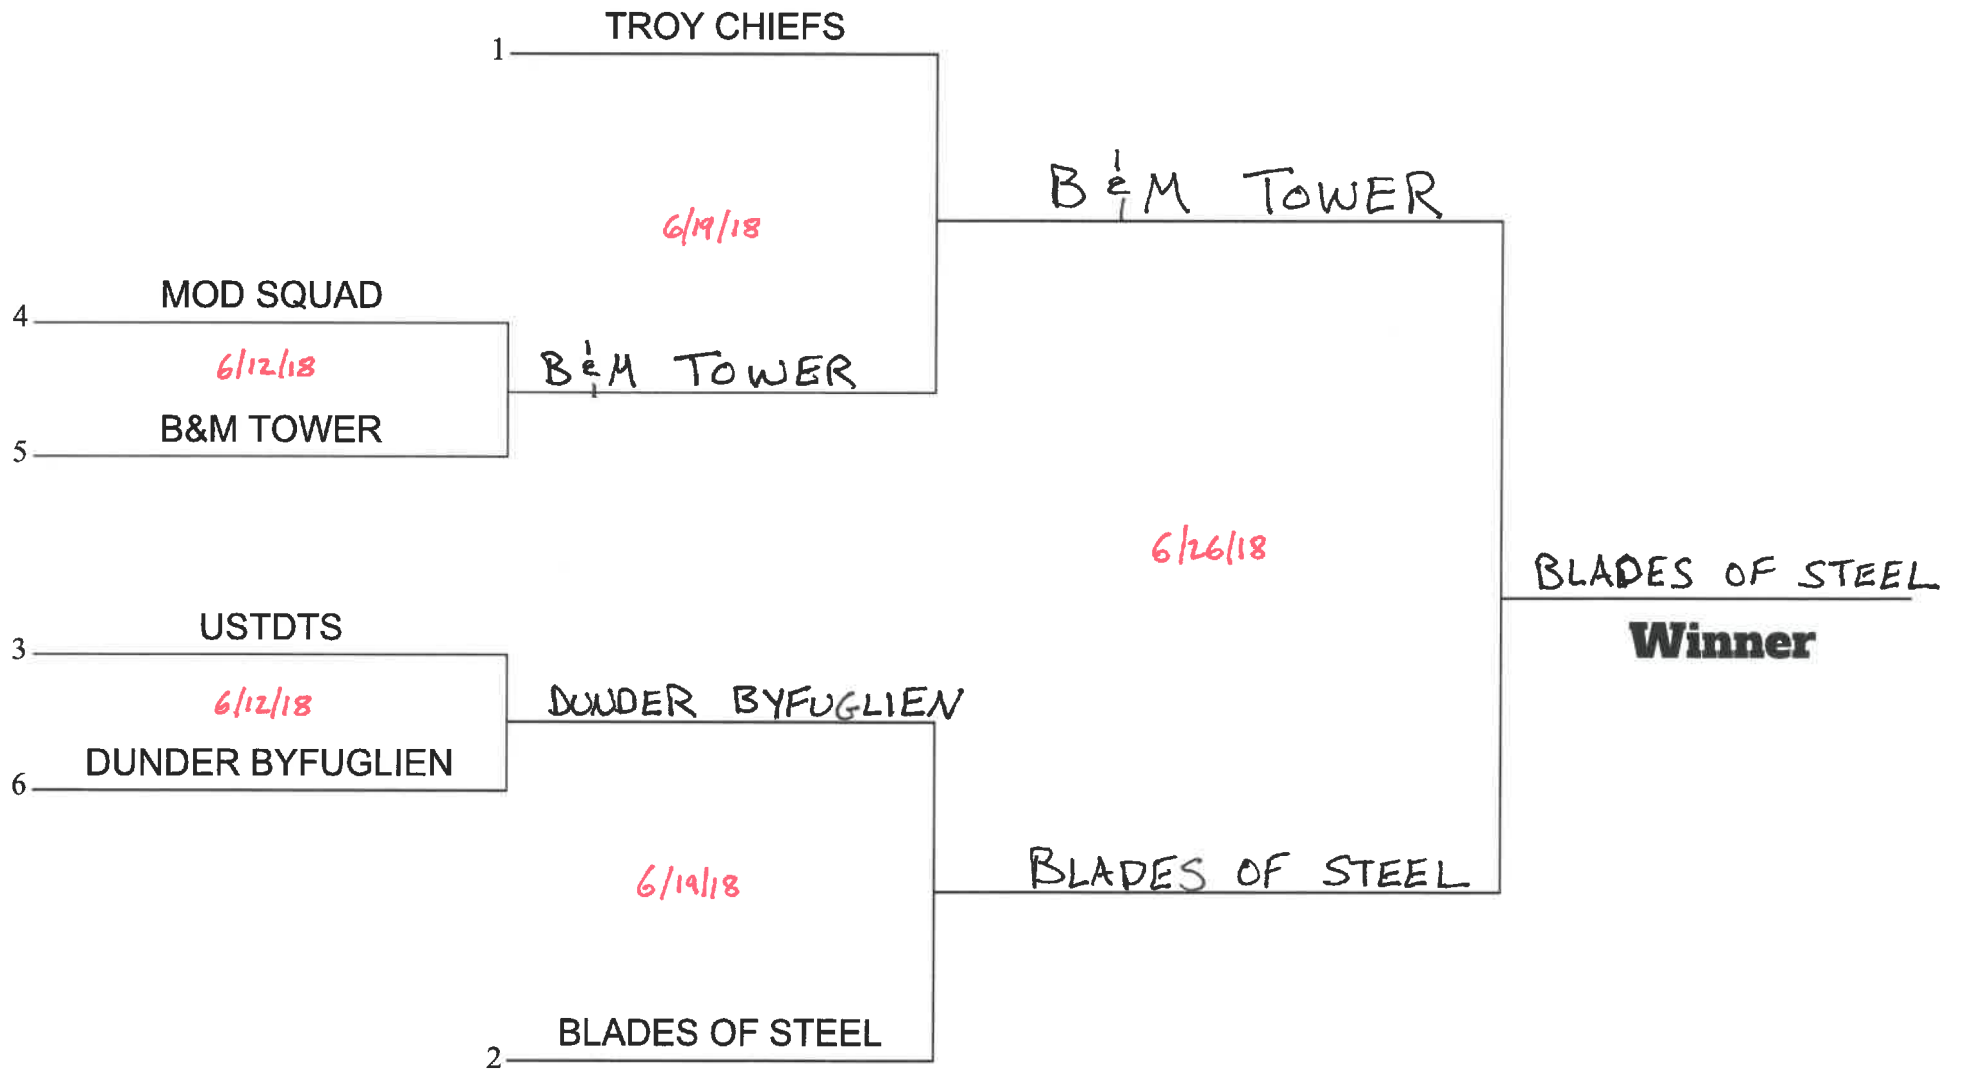 TROY CHIEFS
1
B & M TOWER
6/19/18
MOD SQUAD
4
6/12/18
B & M TOWER
B&M TOWER
5
6/26/18
BLADES OF STEEL
Winner
USTDTS
3
6/12/18
DUNDER BYFUGLIEN
DUNDER BYFUGLIEN
6
6/19/18
BLADES OF STEEL
BLADES OF STEEL
2